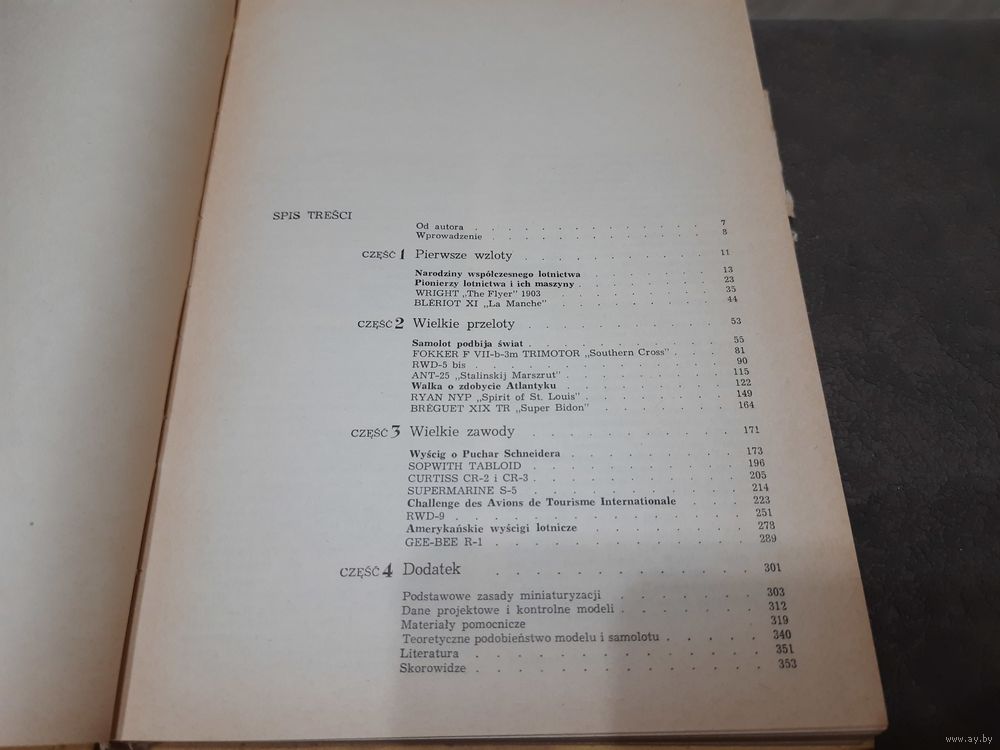 SPIS TREŚCI
Od autora . . . . . . . . . . . . . 7
Wprowadzenie . . . . . . . . . . . . 8
CZĘŚĆ 1 Pierwsze wzloty . . . . . . . . . . 11
Narodziny współczesnego lotnictwa . . . . . . . 13
Pionierzy lotnictwa i ich maszyny . . . . . . . . 23
WRIGHT „The Flyer" 1903 . . . . . . . . . 35
BLÉRIOT XI „La Manche" . . . . . . . . . 44
CZĘŚĆ 2 Wielkie przeloty . . . . . . . . . . 53
Samolot podbija świat . . . . . . . . . . . 55
FOKKER F VII-b-3m TRIMOTOR „Southern Cross" . . . 81
RWD-5 bis . . . . . . . . . . . . . 90
ANT-25 „Stalinskij Marszrut" . . . . . . . . . 115
Walka o zdobycie Atlantyku . . . . . . . . . 122
RYAN NYP „Spirit of St. Louis" . . . . . . . . 149
BRÉGUET XIX TR „Super Bidon" . . . . . . . . 164
CZĘŚĆ 3 Wielkie zawody . . . . . . . . . . 171
Wyścig o Puchar Schneidera . . . . . . . . . 173
SOPWITH TABLOID . . . . . . . . . . . 196
CURTISS CR-2 i CR-3 . . . . . . . . . . . 205
SUPERMARINE S-5 . . . . . . . . . . . 214
Challenge des Avions de Tourisme Internationale . . . . 223
RWD-9 . . . . . . . . . . . . . . 251
Amerykańskie wyścigi lotnicze . . . . . . . . 278
GEE-BEE R-1 . . . . . . . . . . . . . 289
CZĘŚĆ 4 Dodatek . . . . . . . . . . . . 301
Podstawowe zasady miniaturyzacji . . . . . . . 303
Dane projektowe i kontrolne modeli . . . . . . . 312
Materiały pomocnicze . 319
Teoretyczne podobieństwo modelu i samolotu . . . . . 340
Literatura . . . . . . . . . . . . . 351
Skorowidze . . . . . . . . . . . . . 353
www.ay.by